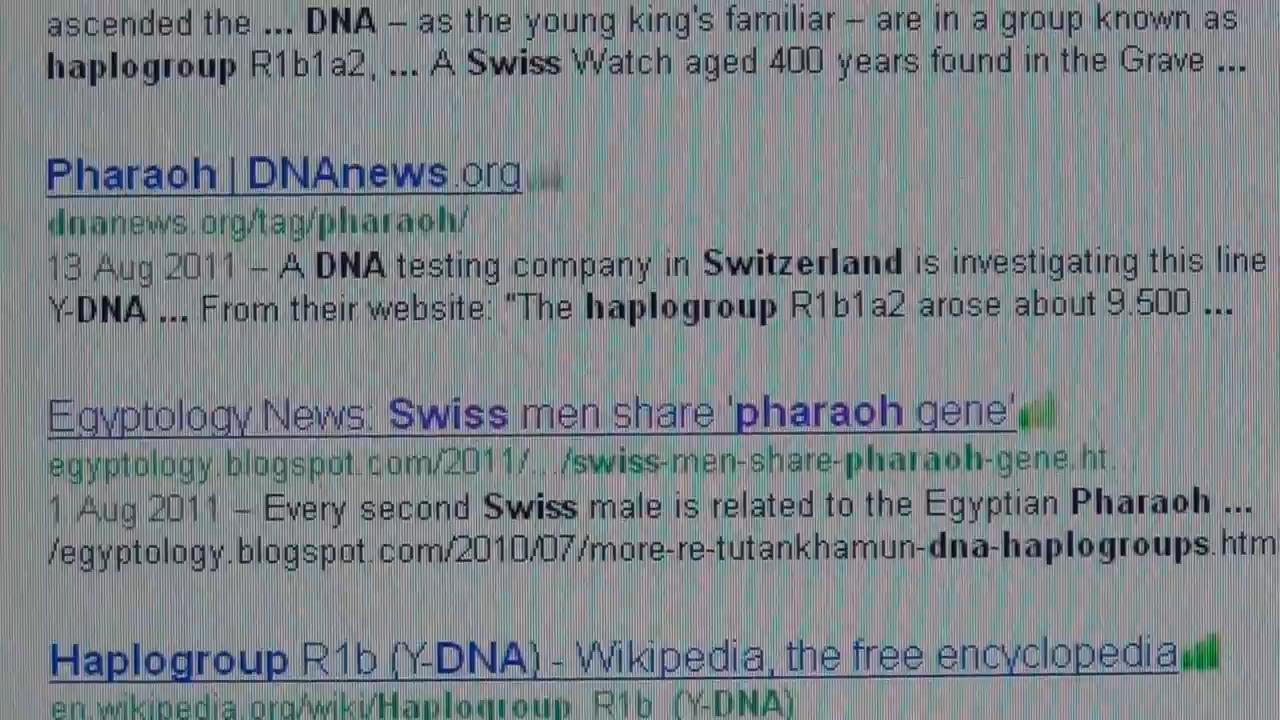 ascended the ... DNA – as the young king's familiar – are in a group known as
haplogroup R1b1a2, ... A Swiss Watch aged 400 years found in the Grave ...
Pharaoh | DNAnews.org
dnanews.org/tag/pharaoh/
13 Aug 2011 – A DNA testing company in Switzerland is investigating this line
Y-DNA ... From their website: "The haplogroup R1b1a2 arose about 9.500 ...
Egyptology News: Swiss men share 'pharaoh gene'
egyptology.blogspot.com/2011/.../swiss-men-share-pharaoh-gene.ht...
1 Aug 2011 – Every second Swiss male is related to the Egyptian Pharaoh ...
/egyptology.blogspot.com/2010/07/more-re-tutankhamun-dna-haplogroups.htm
Haplogroup R1b (Y-DNA) - Wikipedia, the free encyclopedia
en.wikipedia.org/wiki/Haplogroup_R1b_(Y-DNA)